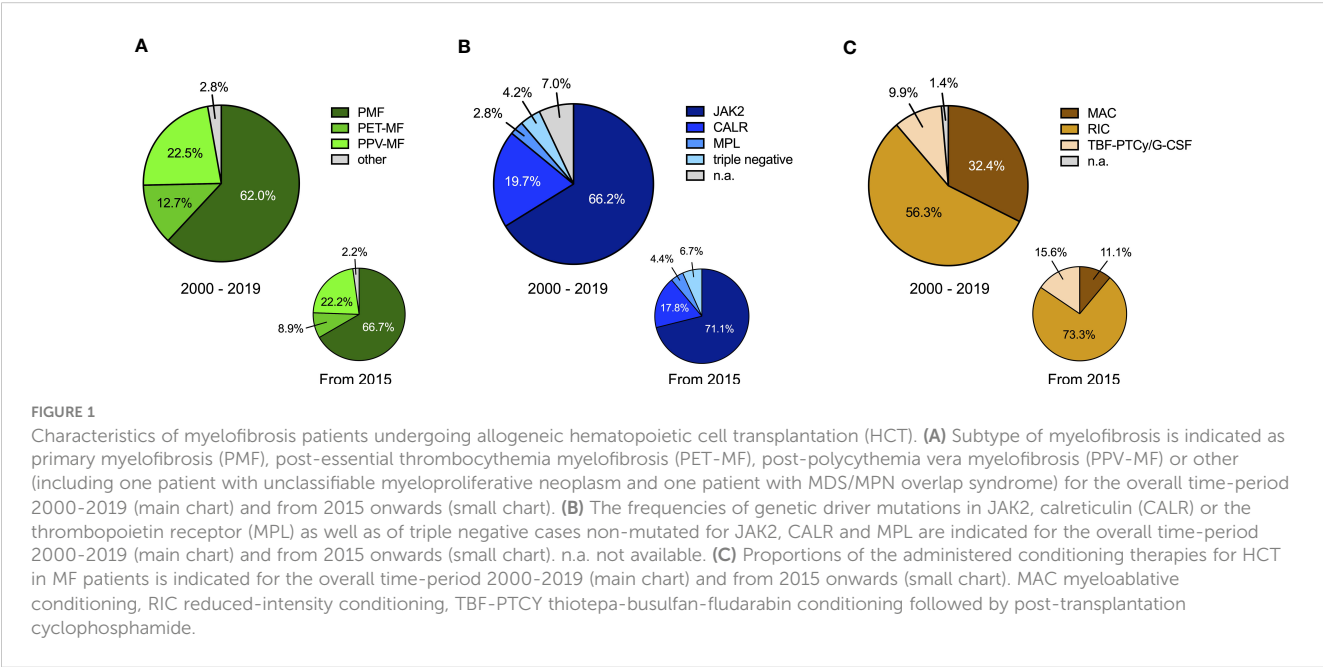 A
2.8%
22.5%
12.7%
62.0%
PMF
PET-MF
PPV-MF
other
2000 - 2019
2.2%
22.2%
8.9%
66.7%
From 2015
B
7.0%
4.2%
2.8%
19.7%
66.2%
JAK2
CALR
MPL
triple negative
n.a.
2000 - 2019
6.7%
4.4%
17.8%
71.1%
From 2015
C
1.4%
9.9%
32.4%
56.3%
MAC
RIC
TBF-PTCy/G-CSF
n.a.
2000 - 2019
15.6%
11.1%
73.3%
From 2015
FIGURE 1
Characteristics of myelofibrosis patients undergoing allogeneic hematopoietic cell transplantation (HCT). (A) Subtype of myelofibrosis is indicated as
primary myelofibrosis (PMF), post-essential thrombocythemia myelofibrosis (PET-MF), post-polycythemia vera myelofibrosis (PPV-MF) or other
(including one patient with unclassifiable myeloproliferative neoplasm and one patient with MDS/MPN overlap syndrome) for the overall time-period
2000-2019 (main chart) and from 2015 onwards (small chart). (B) The frequencies of genetic driver mutations in JAK2, calreticulin (CALR) or the
thrombopoietin receptor (MPL) as well as of triple negative cases non-mutated for JAK2, CALR and MPL are indicated for the overall time-period
2000-2019 (main chart) and from 2015 onwards (small chart). n.a. not available. (C) Proportions of the administered conditioning therapies for HCT
in MF patients is indicated for the overall time-period 2000-2019 (main chart) and from 2015 onwards (small chart). MAC myeloablative
conditioning, RIC reduced-intensity conditioning, TBF-PTCY thiotepa-busulfan-fludarabin conditioning followed by post-transplantation
cyclophosphamide.